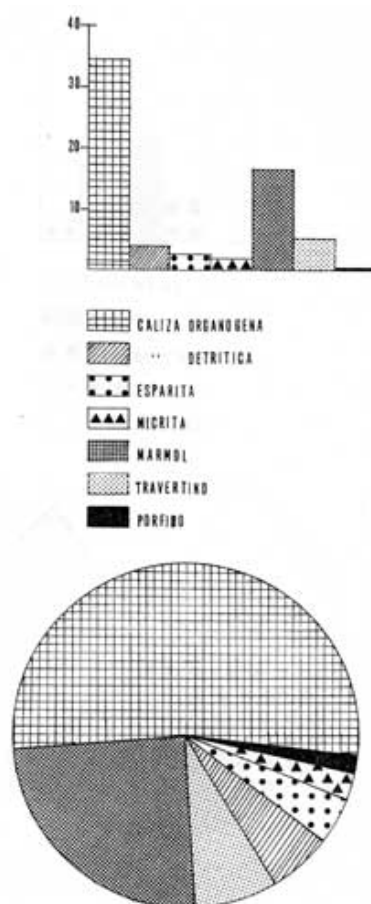 40
30
20
10
CALIZA ORGANOGENA
" DETRITICA
ESPARITA
MICRITA
MARMOL
TRAVERTINO
PORFIDO